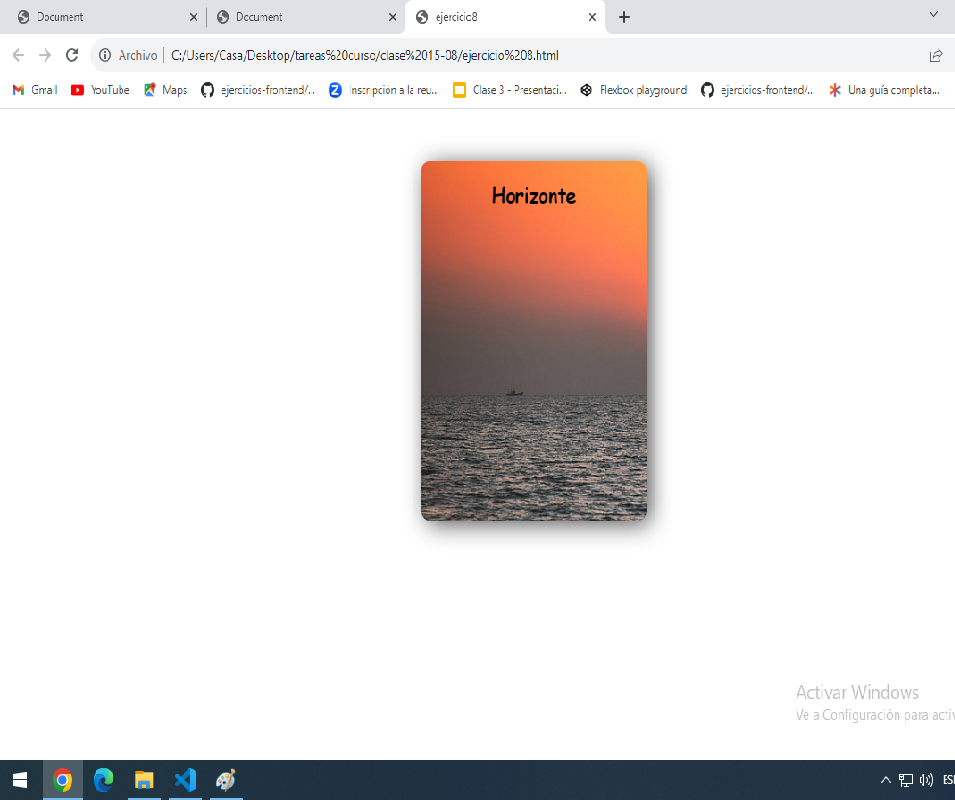 Document
Document
ejercicio8
Archivo
C:/Users/Casa/Desktop/tareas%20curso/clase%2015-08/ejercicio%208.html
Gmail
YouTube
Maps
ejercicios-frontend/...
Inscripción a la reu...
Clase 3 - Presentaci...
Flexbox playground
ejercicios-frontend/...
Una guía completa...
Horizonte
Activar Windows
Ve a Configuración para activ
ESP